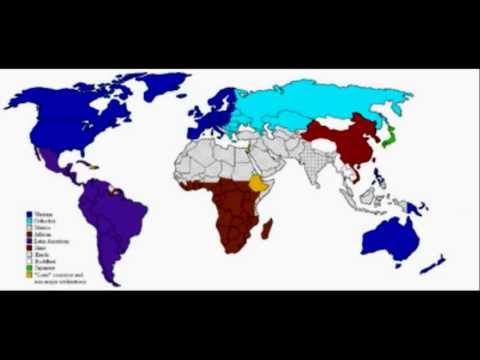 Western
Orthodox
Islamic
African
Latin American
Sinic
Hindu
Buddhist
Japanese
"Lone" countries and
non-major civilizations